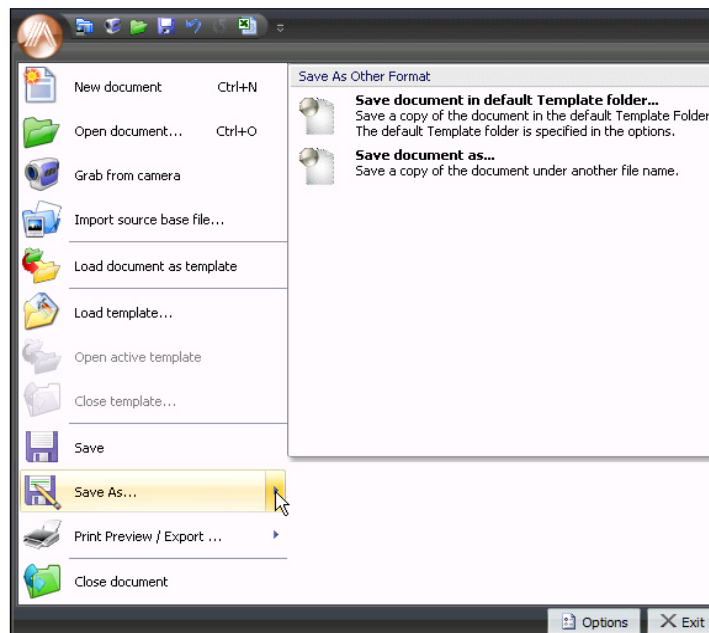 New document Ctrl+N
Open document... Ctrl+O
Grab from camera
Import source base file...
Load document as template
Load template...
Open active template
Close template...
Save
Save As...
Print Preview / Export ...
Close document
Save As Other Format
Save document in default Template folder...
Save a copy of the document in the default Template Folder
The default Template folder is specified in the options.
Save document as...
Save a copy of the document under another file name.
Options
Exit